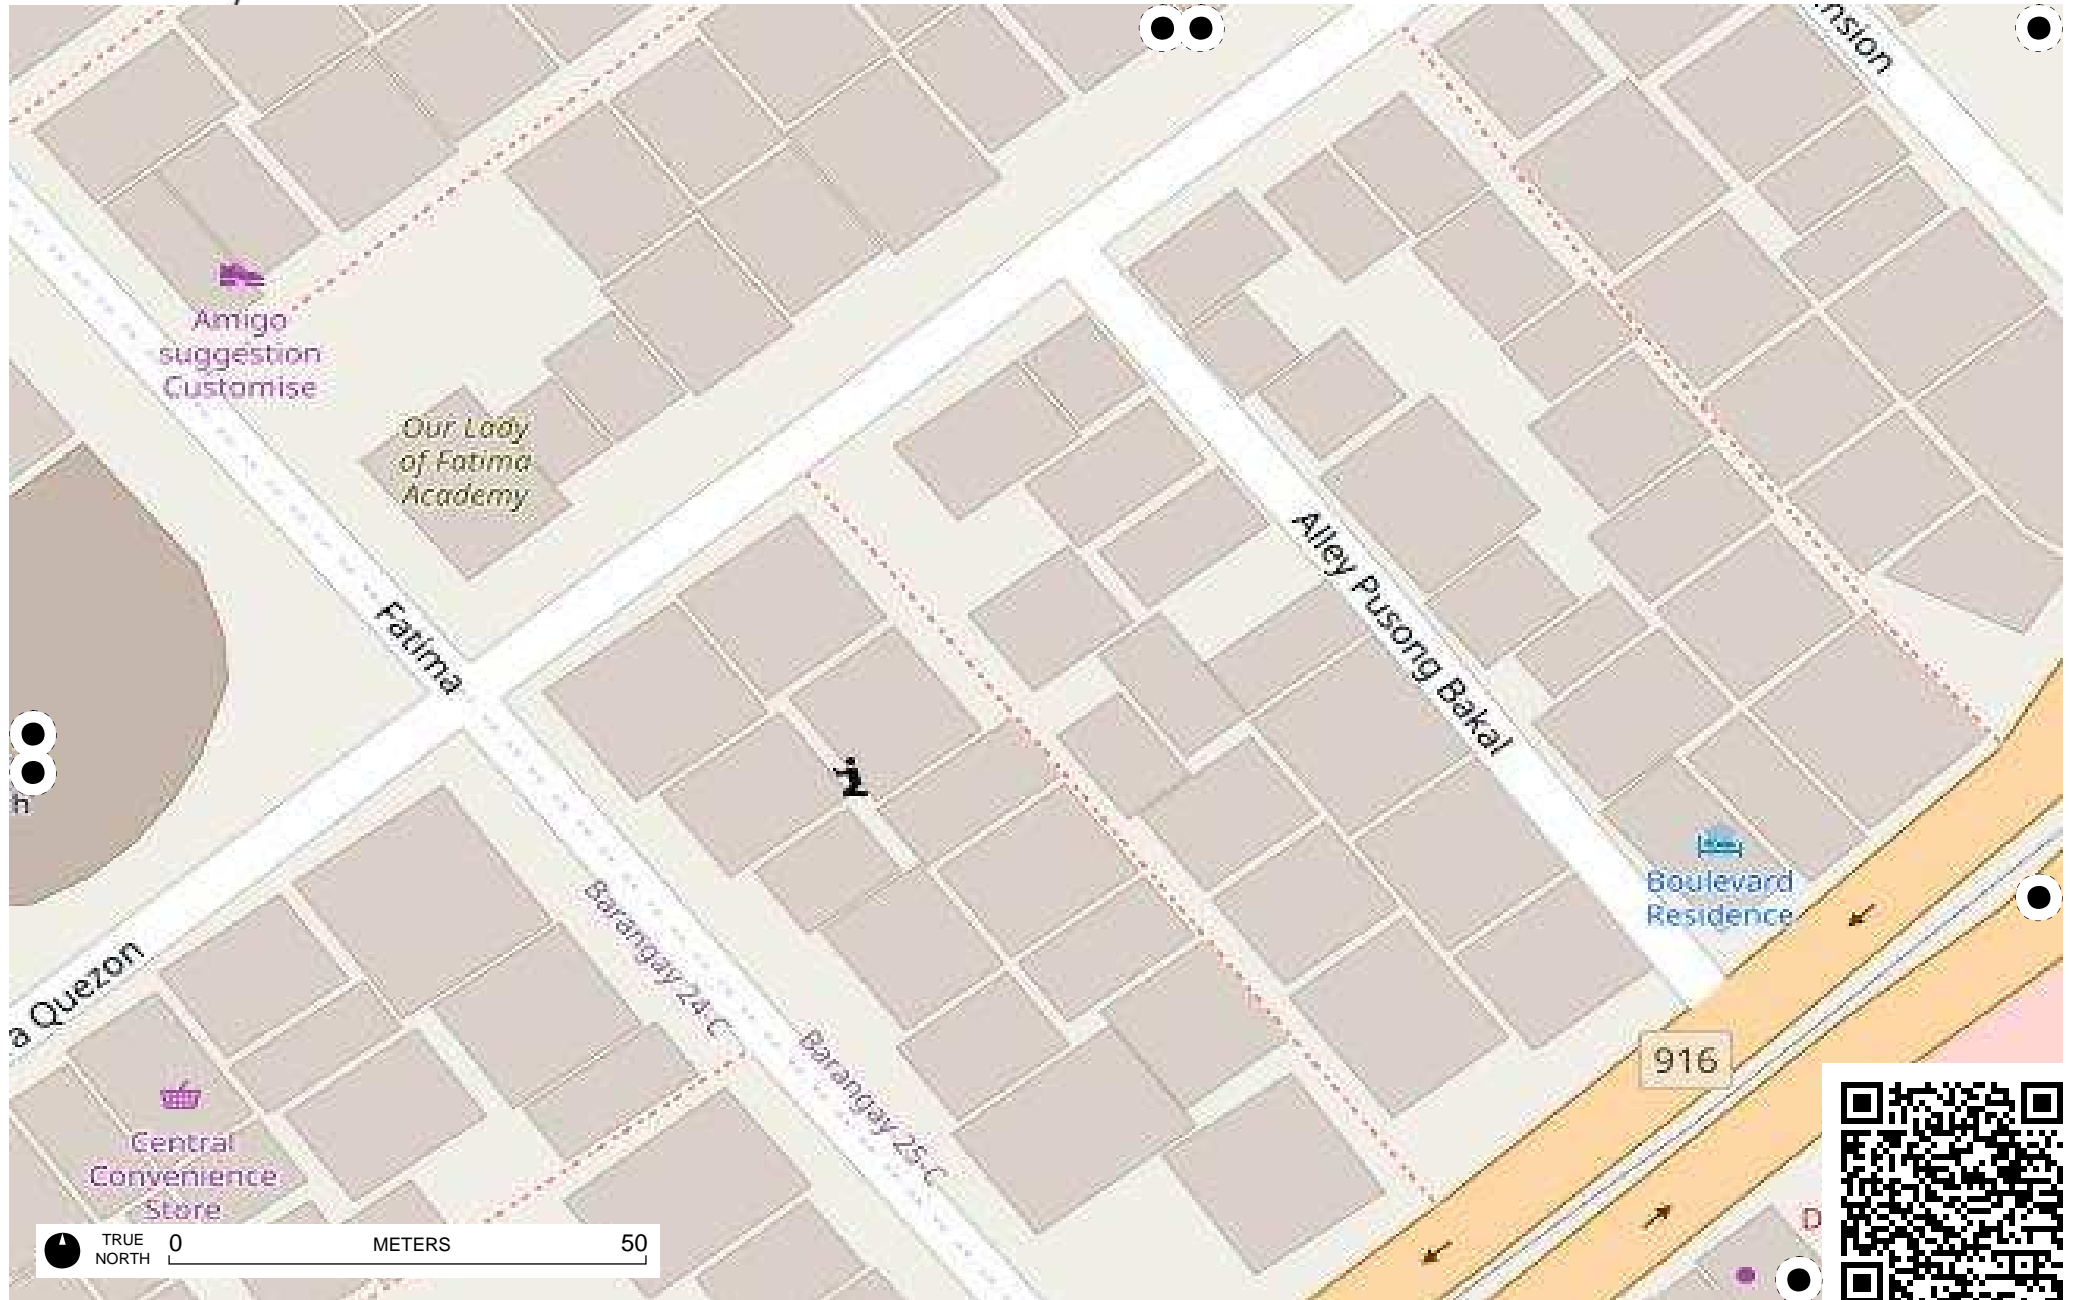 nsion
Amigo
suggestion
Customise
Our Lady
of Fatima
Academy
Fatima
Alley Pusong Bakal
h
a Quezon
Barangay 24-C
Barangay 25-C
Boulevard
Residence
916
Central
Convenience
Store
D
TRUE
NORTH
0 METERS 50